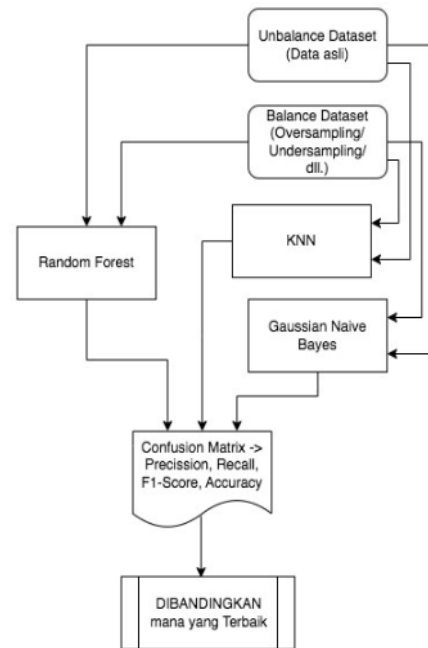 Unbalance Dataset
(Data asli)
Balance Dataset
(Oversampling/
Undersampling/
dll.)
KNN
Random Forest
Gaussian Naive
Bayes
Confusion Matrix ->
Precission, Recall,
F1-Score, Accuracy
DIBANDINGKAN
mana yang Terbaik